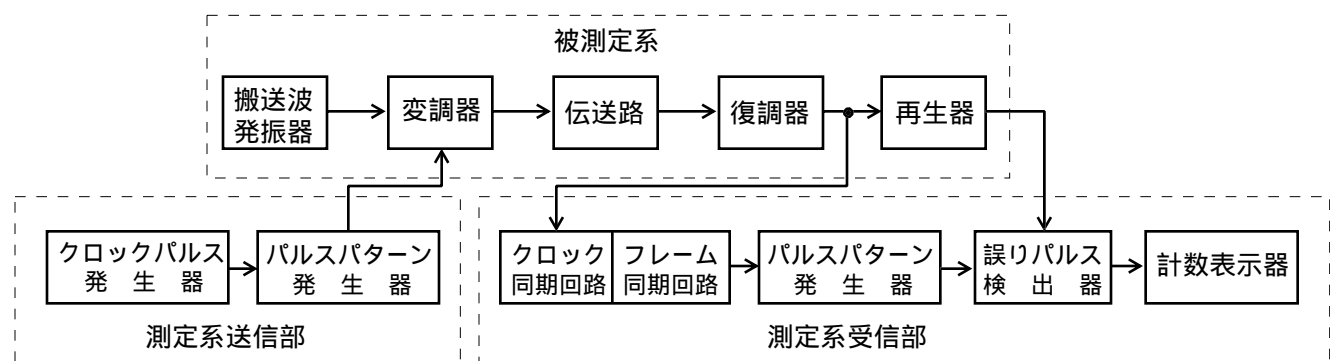 被測定系
搬送波
発振器
変調器
伝送路
復調器
再生器
クロックパルス
発生器
パルスパターン
発生器
測定系送信部
クロック
同期回路
フレーム
同期回路
パルスパターン
発生器
誤りパルス
検出器
計数表示器
測定系受信部